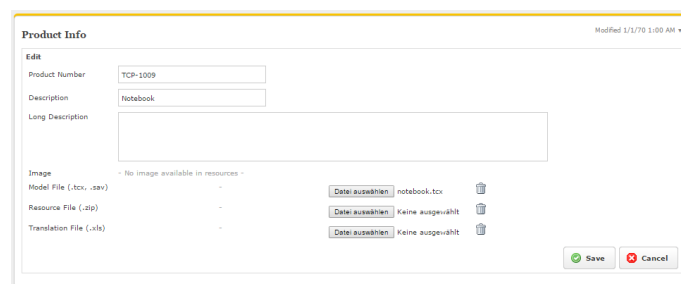 Product Info
Modified 1/1/70 1:00 AM
Edit
Product Number TCP-1009
Description Notebook
Long Description
Image - No image available in resources -
Model File (.tcx, .sav) - Datei auswählen notebook.tcx
Resource File (.zip) - Datei auswählen Keine ausgewählt
Translation File (.xls) - Datei auswählen Keine ausgewählt
Save Cancel